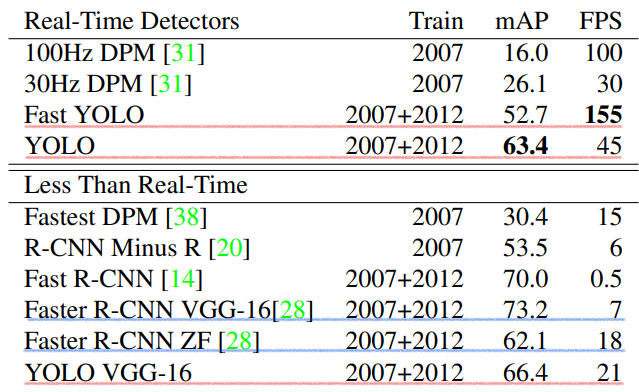 Real-Time Detectors Train mAP FPS
100Hz DPM [31] 2007 16.0 100
30Hz DPM [31] 2007 26.1 30
Fast YOLO 2007+2012 52.7 155
YOLO 2007+2012 63.4 45
Less Than Real-Time
Fastest DPM [38] 2007 30.4 15
R-CNN Minus R [20] 2007 53.5 6
Fast R-CNN [14] 2007+2012 70.0 0.5
Faster R-CNN VGG-16[28] 2007+2012 73.2 7
Faster R-CNN ZF [28] 2007+2012 62.1 18
YOLO VGG-16 2007+2012 66.4 21